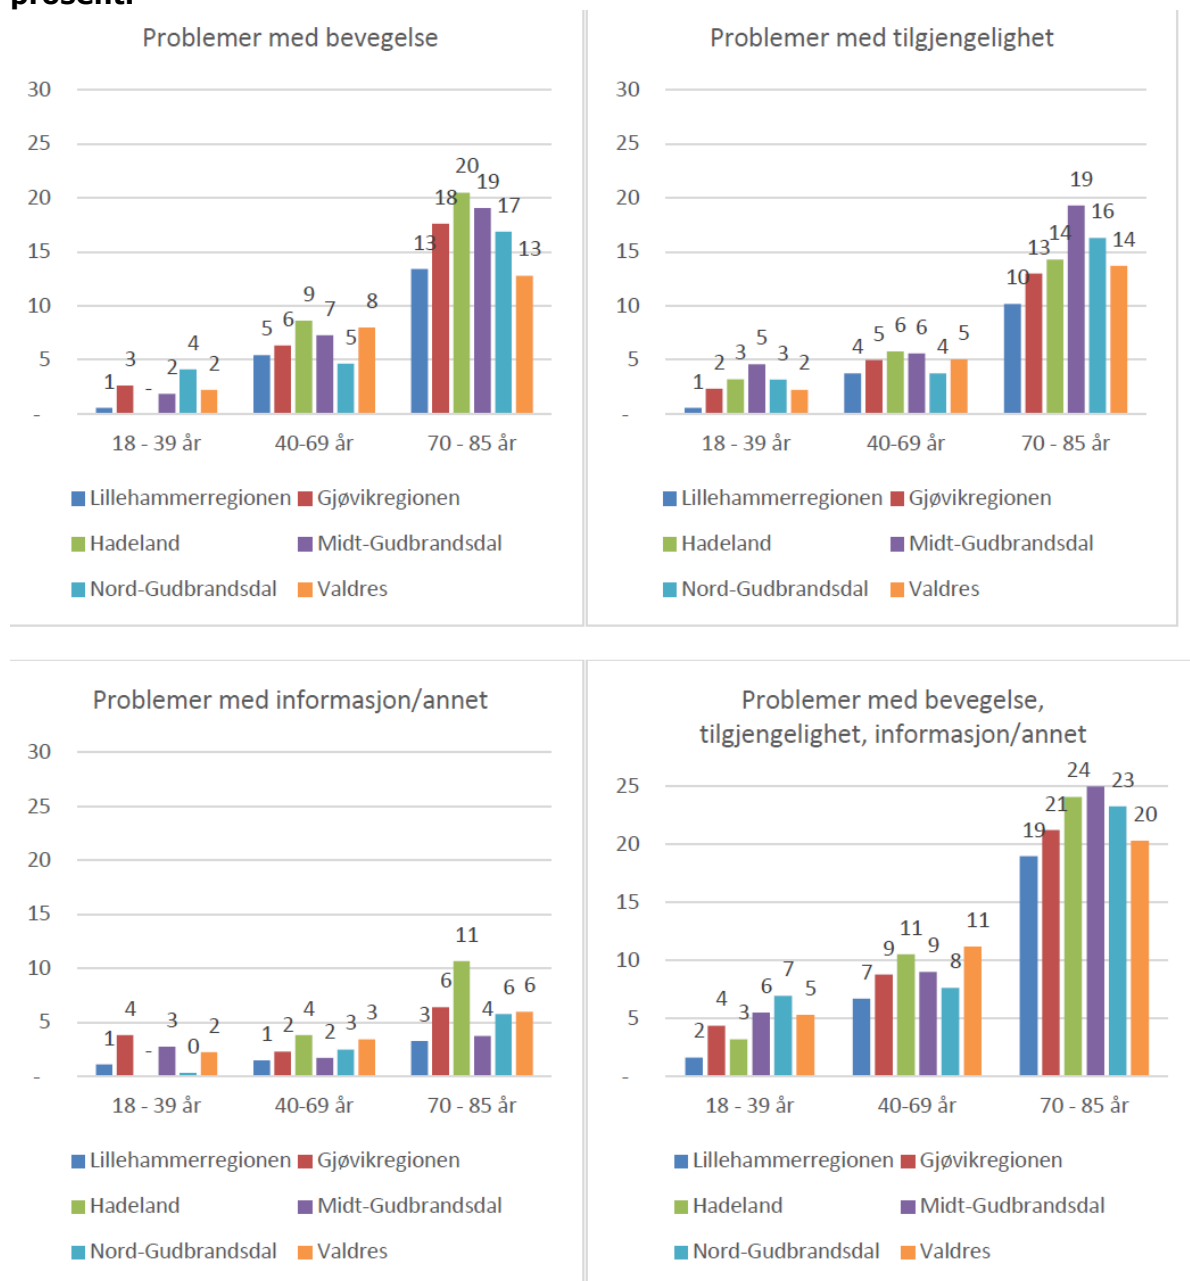 prosent.
Problemer med bevegelse
30
25
20
15
10
5
-
1 3 - 2 4 2
5 6 9 7 5 8
13 18 20 19 17 13
18 - 39 år 40-69 år 70 - 85 år
Lillehammerregionen Gjøvikregionen
Hadeland Midt-Gudbrandsdal
Nord-Gudbrandsdal Valdres
Problemer med tilgjengelighet
30
25
20
15
10
5
-
1 2 3 5 3 2
4 5 6 6 4 5
10 13 14 19 16 14
18 - 39 år 40-69 år 70 - 85 år
Lillehammerregionen Gjøvikregionen
Hadeland Midt-Gudbrandsdal
Nord-Gudbrandsdal Valdres
Problemer med informasjon/annet
30
25
20
15
10
5
-
1 4 - 3 0 2
1 2 4 2 3 3
3 6 11 4 6 6
18 - 39 år 40-69 år 70 - 85 år
Lillehammerregionen Gjøvikregionen
Hadeland Midt-Gudbrandsdal
Nord-Gudbrandsdal Valdres
Problemer med bevegelse,
tilgjengelighet, informasjon/annet
25
20
15
10
5
-
2 4 3 6 7 5
7 9 11 9 8 11
19 21 24 23 20
18 - 39 år 40-69 år 70 - 85 år
Lillehammerregionen Gjøvikregionen
Hadeland Midt-Gudbrandsdal
Nord-Gudbrandsdal Valdres